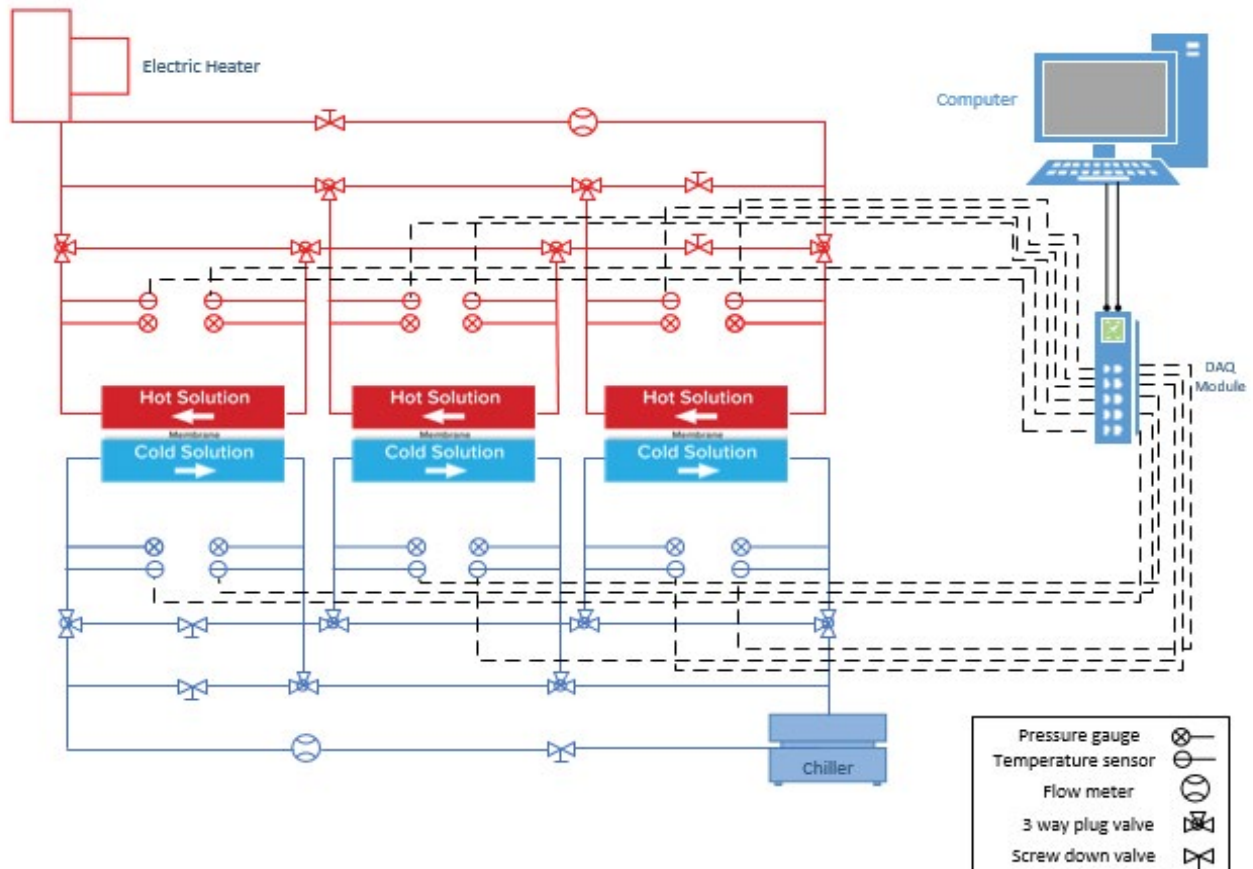 Electric Heater
Computer
DAQ
Module
Hot Solution
Hot Solution
Hot Solution
Membrane
Membrane
Membrane
Cold Solution
Cold Solution
Cold Solution
Chiller
Pressure gauge
Temperature sensor
Flow meter
3 way plug valve
Screw down valve